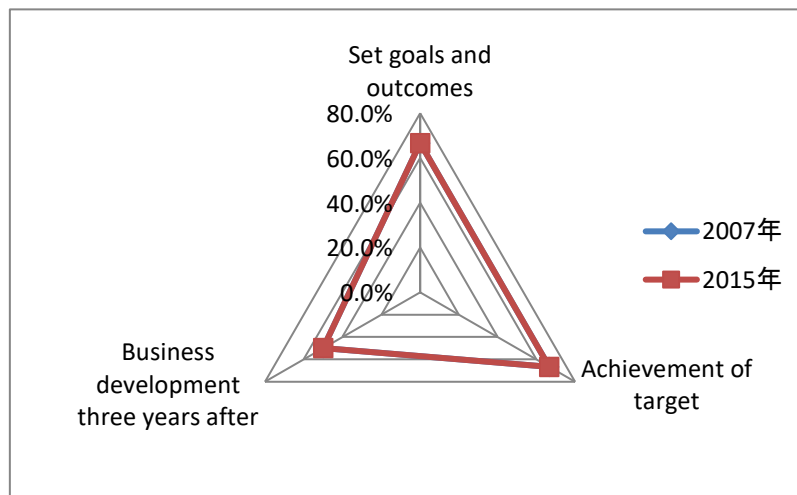 Set goals and
outcomes
80.0%
60.0%
40.0%
20.0%
0.0%
2007年
2015年
Business
development
three years after
Achievement of
target